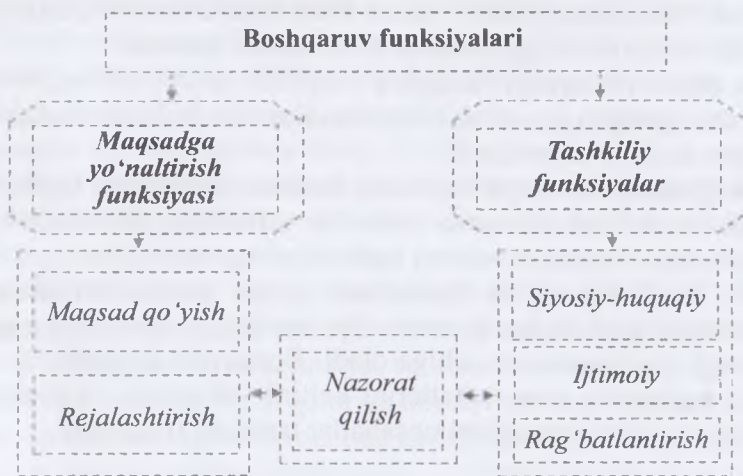 Boshqaruv funksiyalari
Maqsadga
yo‘naltirish
funksiyasi
Tashkiliy
funksiyalar
Maqsad qo‘yish
Rejalashtirish
Nazorat
qilish
Siyosiy-huquqiy
Ijtimoiy
Rag‘batlantirish